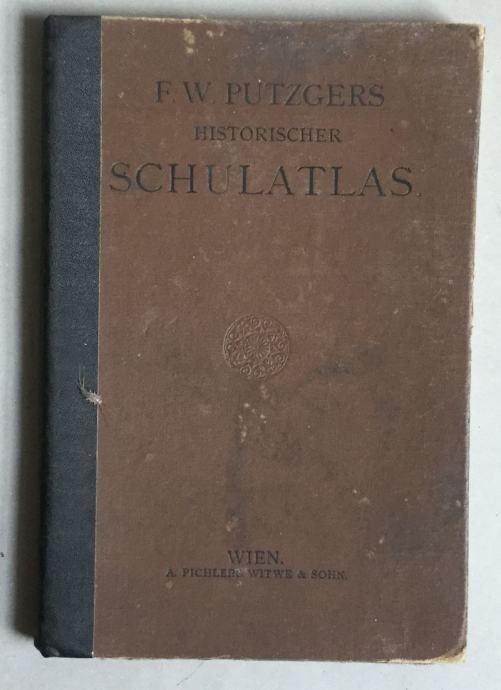 F. W. PUTZGERS
HISTORISCHER
SCHULATLAS.
WIEN.
A. PICHLERS WITWE & SOHN.